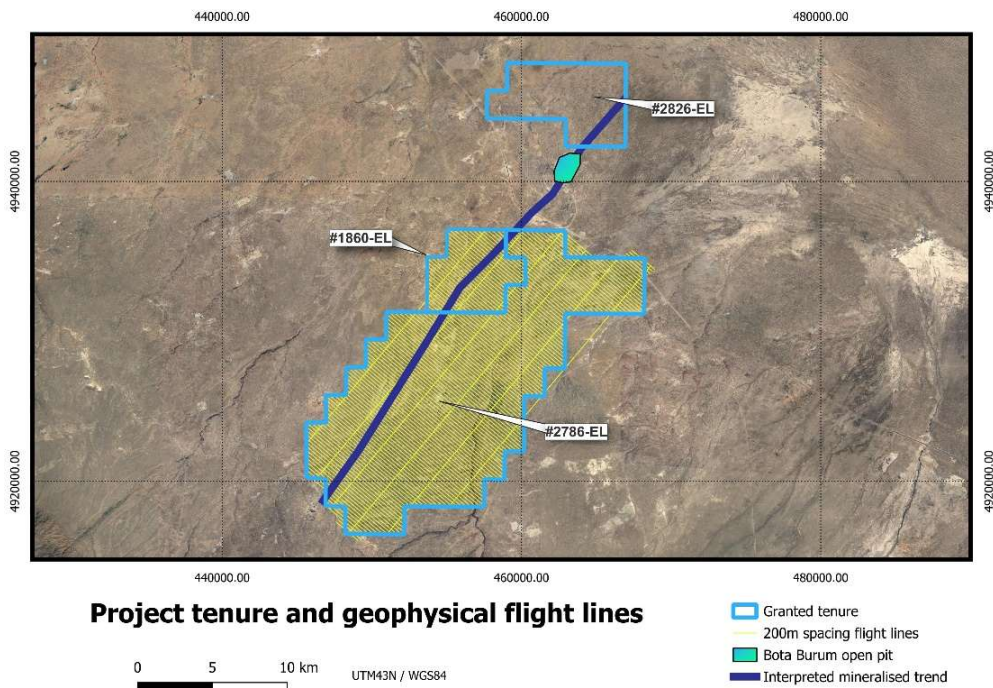 440000.00 460000.00 480000.00
#2826-EL
4940000.00 4940000.00
#1860-EL
#2786-EL
4920000.00 4920000.00
440000.00 460000.00 480000.00
Project tenure and geophysical flight lines
0 5 10 km
UTM43N / WGS84
Granted tenure
200m spacing flight lines
Bota Burum open pit
Interpreted mineralised trend